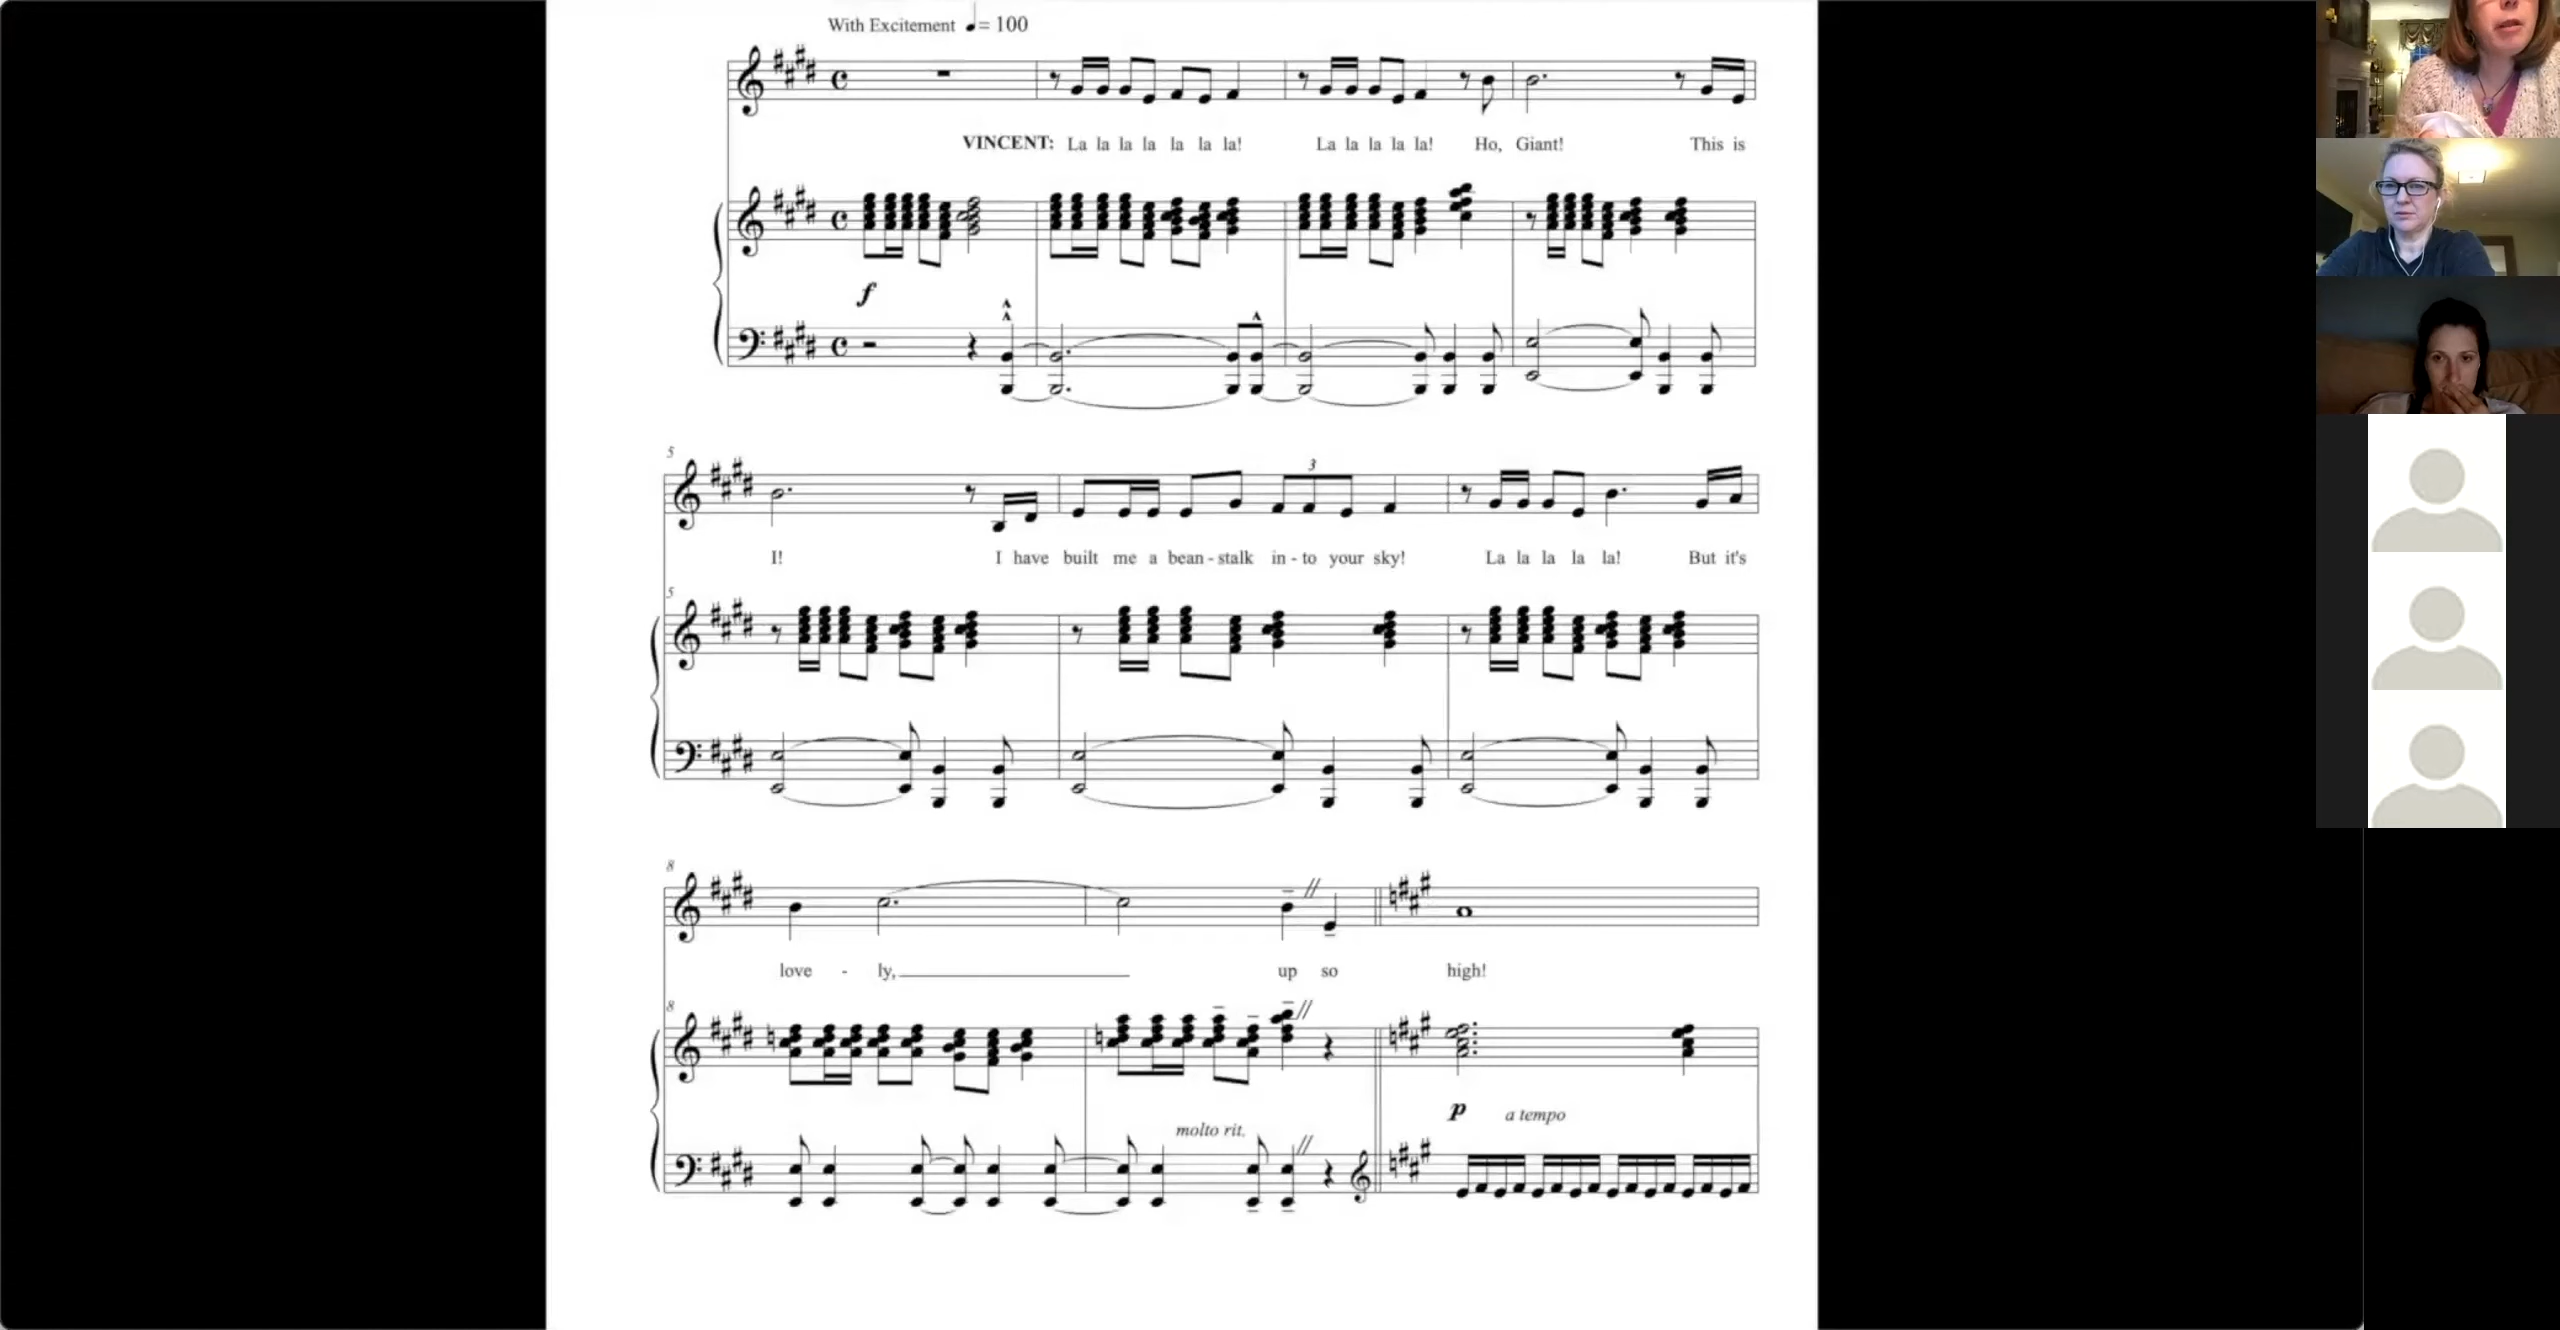 With Excitement ♩= 100
VINCENT: La la la la la la la! La la la la la! Ho, Giant! This is
f
5
3
I! I have built me a bean - stalk in - to your sky! La la la la la! But it's
5
8
love - ly, up so high!
8
molto rit.
p a tempo